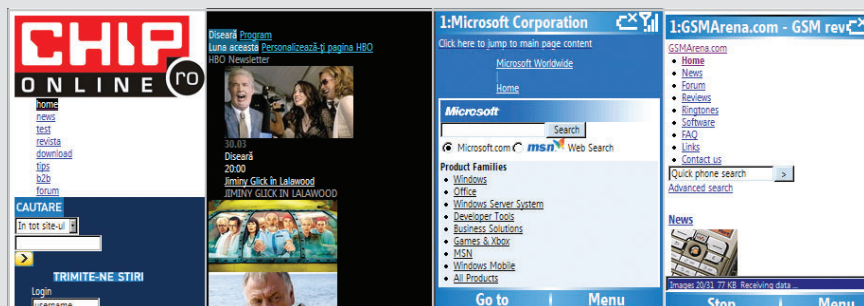 CHIP
ONLINE ro
home
news
test
revista
download
tips
b2b
forum
CAUTARE
In tot site-ul
>
TRIMITE-NE STIRI
Login
username
Diseară Program
Luna aceasta Personalizează-ţi pagina HBO
HBO Newsletter
30.03
Diseară
20:00
Jiminy Glick în Lalawood
JIMINY GLICK IN LALAWOOD
1:Microsoft Corporation
Click here to jump to main page content
Microsoft Worldwide
|
Home
Microsoft
Search
Microsoft.com msn Web Search
Product Families
Windows
Office
Windows Server System
Developer Tools
Business Solutions
Games & Xbox
MSN
Windows Mobile
All Products
Go to Menu
1:GSMArena.com - GSM rev
GSMArena.com
Home
News
Forum
Reviews
Ringtones
Software
FAQ
Links
Contact us
Quick phone search >
Advanced search
News
Images 20/31 77 KB Receiving data ...
Stop Menu